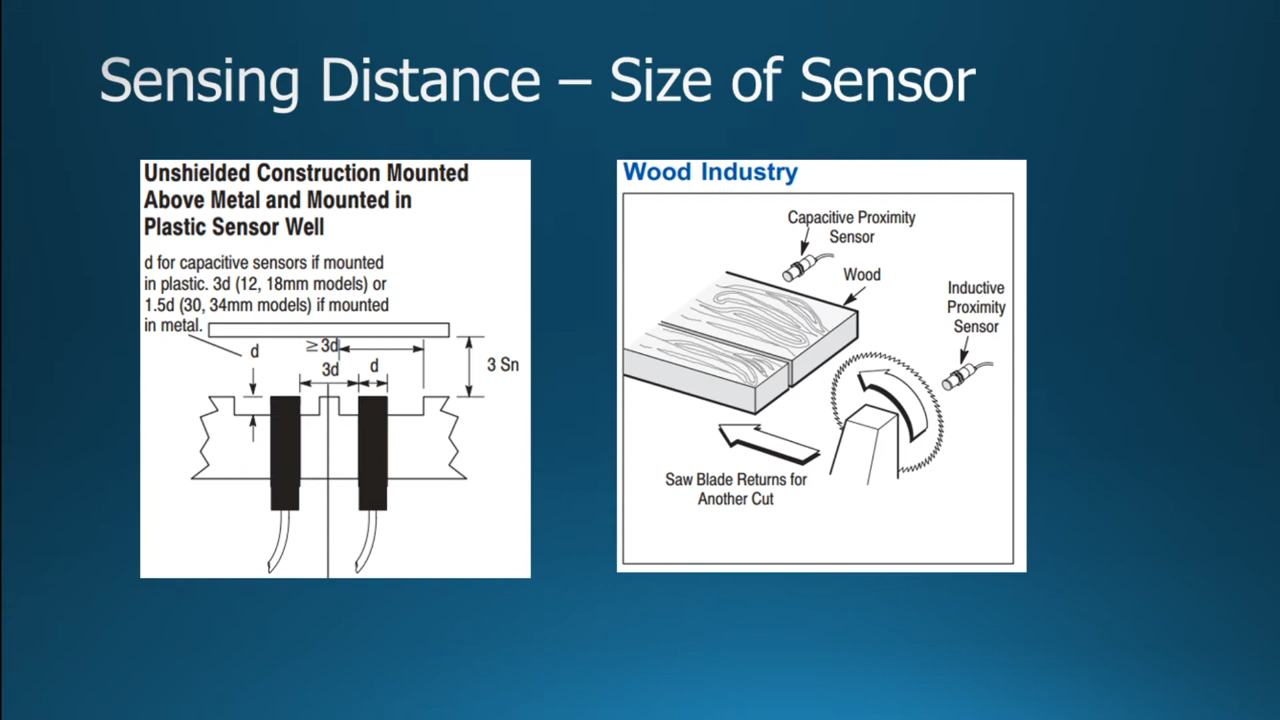 Sensing Distance – Size of Sensor
Unshielded Construction Mounted
Above Metal and Mounted in
Plastic Sensor Well
d for capacitive sensors if mounted
in plastic. 3d (12, 18mm models) or
1.5d (30, 34mm models) if mounted
in metal.
d
≥ 3d
3d
d
3 Sn
Wood Industry
Capacitive Proximity
Sensor
Wood
Inductive
Proximity
Sensor
Saw Blade Returns for
Another Cut